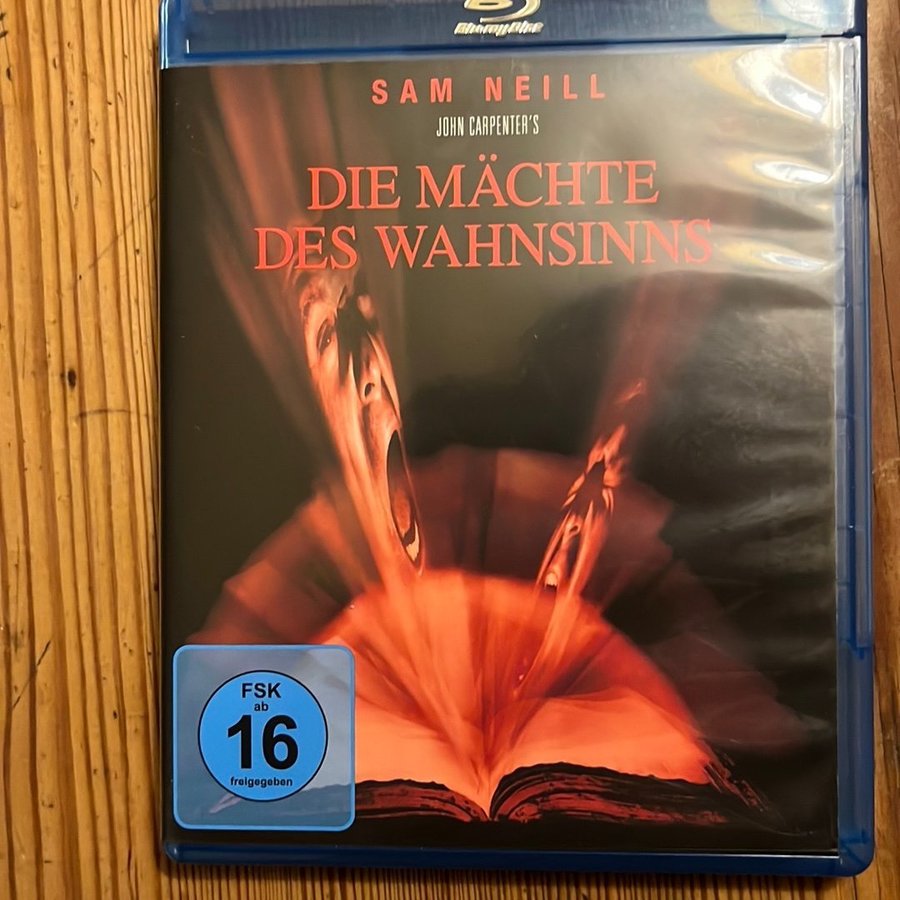 Blu-ray Disc
SAM NEILL
JOHN CARPENTER'S
DIE MÄCHTE
DES WAHNSINNS
FSK
ab
16
freigegeben